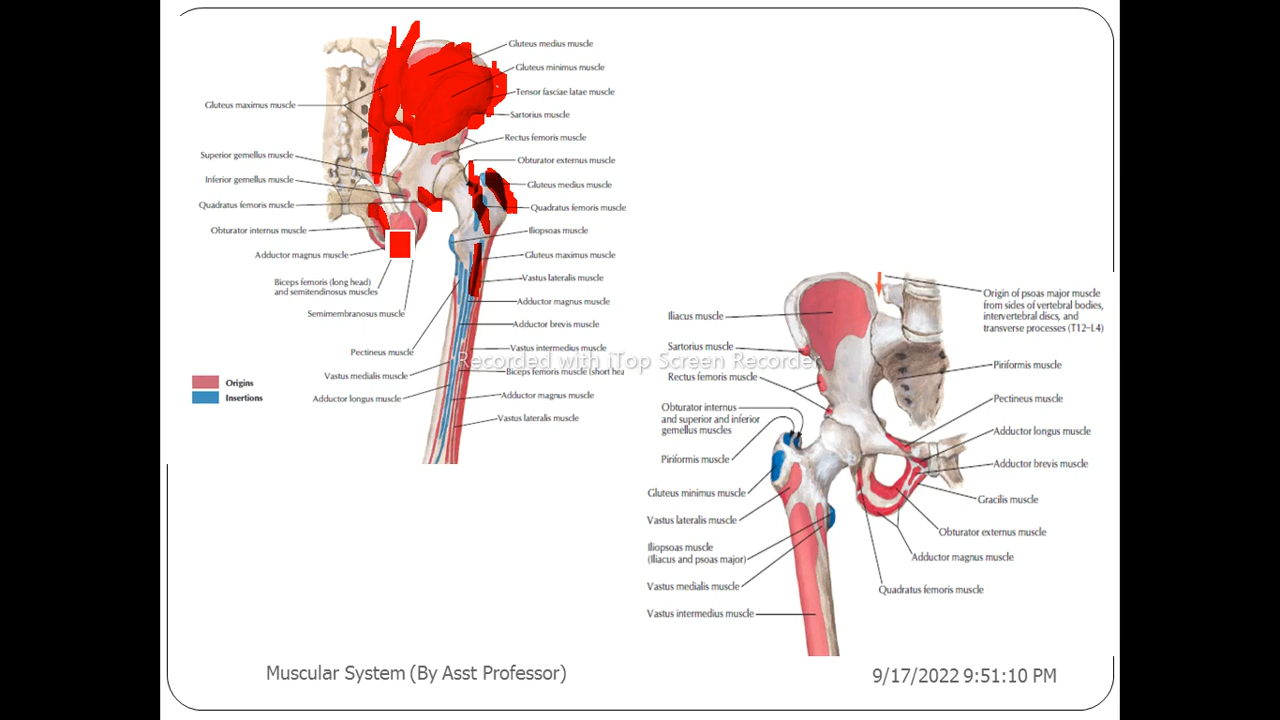 Gluteus medius muscle
Gluteus minimus muscle
Tensor fasciae latae muscle
Gluteus maximus muscle
Sartorius muscle
Rectus femoris muscle
Superior gemellus muscle
Obturator externus muscle
Inferior gemellus muscle
Gluteus medius muscle
Quadratus femoris muscle
Quadratus femoris muscle
Obturator internus muscle
Iliopsoas muscle
Adductor magnus muscle
Gluteus maximus muscle
Biceps femoris (long head)
and semitendinosus muscles
Vastus lateralis muscle
Semimembranosus muscle
Adductor magnus muscle
Adductor brevis muscle
Pectineus muscle
Vastus intermedius muscle
Vastus medialis muscle
Biceps femoris muscle (short hea
Adductor longus muscle
Adductor magnus muscle
Vastus lateralis muscle
Origins
Insertions
Recorded with iTop Screen Recorder
Origin of psoas major muscle
from sides of vertebral bodies,
intervertebral discs, and
transverse processes (T12–L4)
Iliacus muscle
Sartorius muscle
Rectus femoris muscle
Piriformis muscle
Obturator internus
and superior and inferior
gemellus muscles
Pectineus muscle
Adductor longus muscle
Piriformis muscle
Adductor brevis muscle
Gluteus minimus muscle
Gracilis muscle
Vastus lateralis muscle
Obturator externus muscle
Iliopsoas muscle
(Iliacus and psoas major)
Adductor magnus muscle
Vastus medialis muscle
Quadratus femoris muscle
Vastus intermedius muscle
Muscular System (By Asst Professor)
9/17/2022 9:51:10 PM